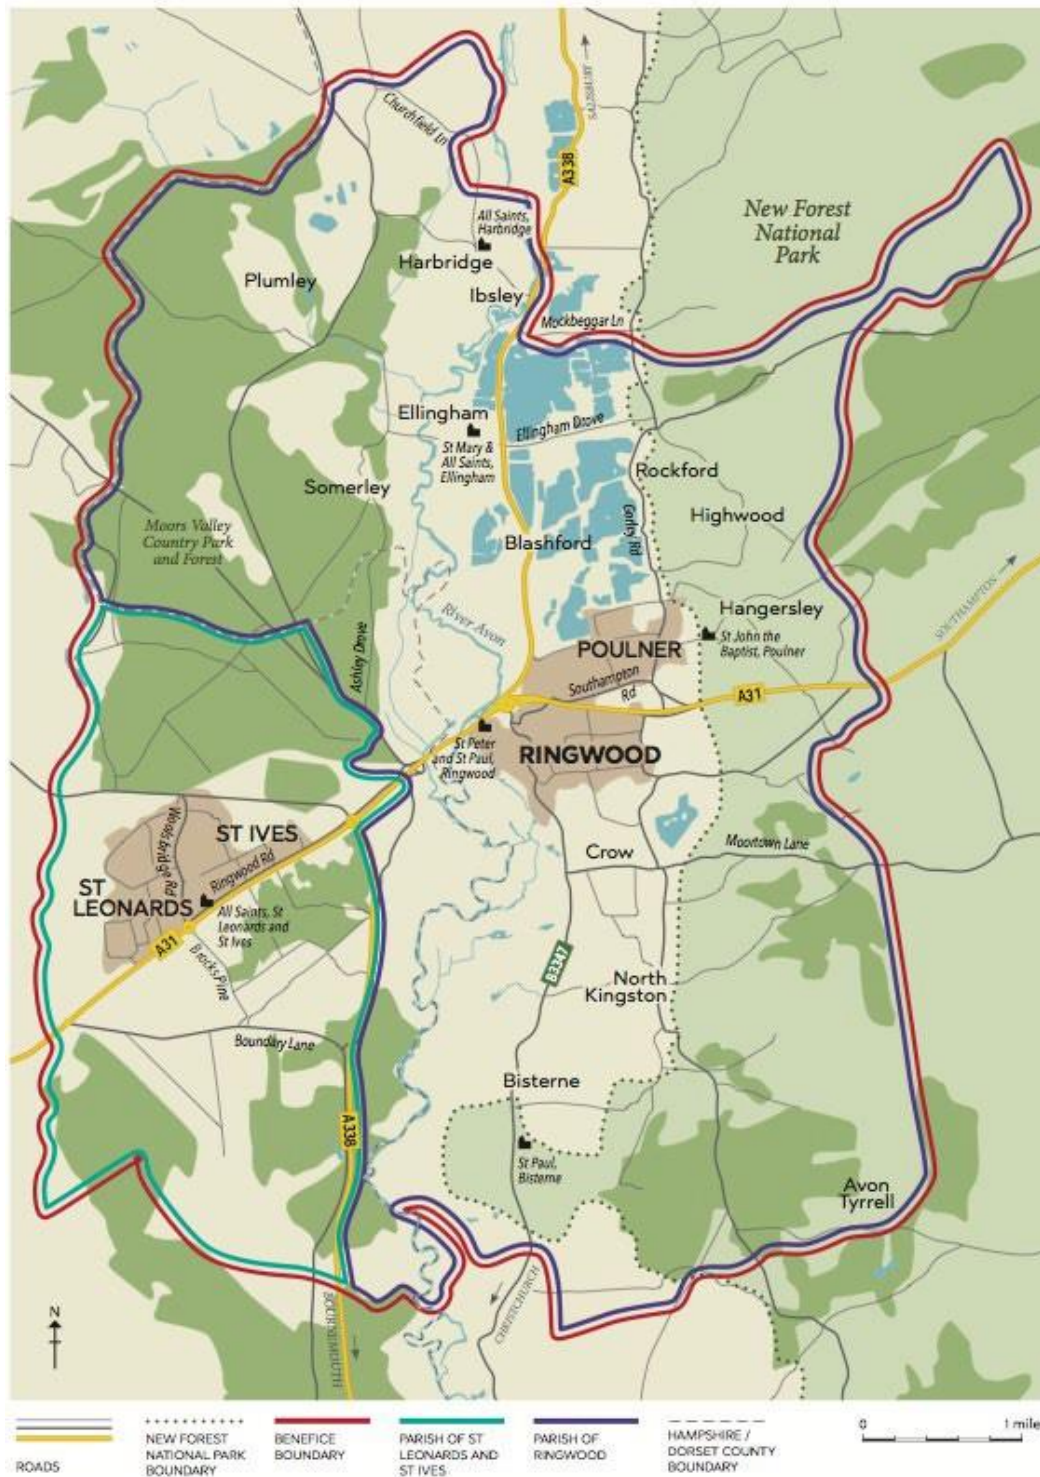 Churchfield Ln
SALISBURY
A338
All Saints,
Harbridge
Harbridge
New Forest
National
Park
Plumley
Ibsley
Mockbeggar Ln
Ellingham
St Mary &
All Saints,
Ellingham
Ellingham Drove
Somerley
Rockford
Gorley Rd
Highwood
Moors Valley
Country Park
and Forest
Blashford
River Avon
Hangersley
St John the
Baptist, Poulner
SOUTHAMPTON
Ashley Drove
POULNER
Southampton
Rd
A31
St Peter
and St Paul,
Ringwood
RINGWOOD
Woolsbridge Rd
ST IVES
Ringwood Rd
ST
LEONARDS
All Saints, St
Leonards and
St Ives
A31
Brocks Pine
Crow
Moortown Lane
B3347
North
Kingston
Boundary Lane
Bisterne
A338
St Paul,
Bisterne
Avon
Tyrrell
CHRISTCHURCH
BOURNEMOUTH
N
ROADS
NEW FOREST
NATIONAL PARK
BOUNDARY
BENEFICE
BOUNDARY
PARISH OF ST
LEONARDS AND
ST IVES
PARISH OF
RINGWOOD
HAMPSHIRE /
DORSET COUNTY
BOUNDARY
0 1 mile